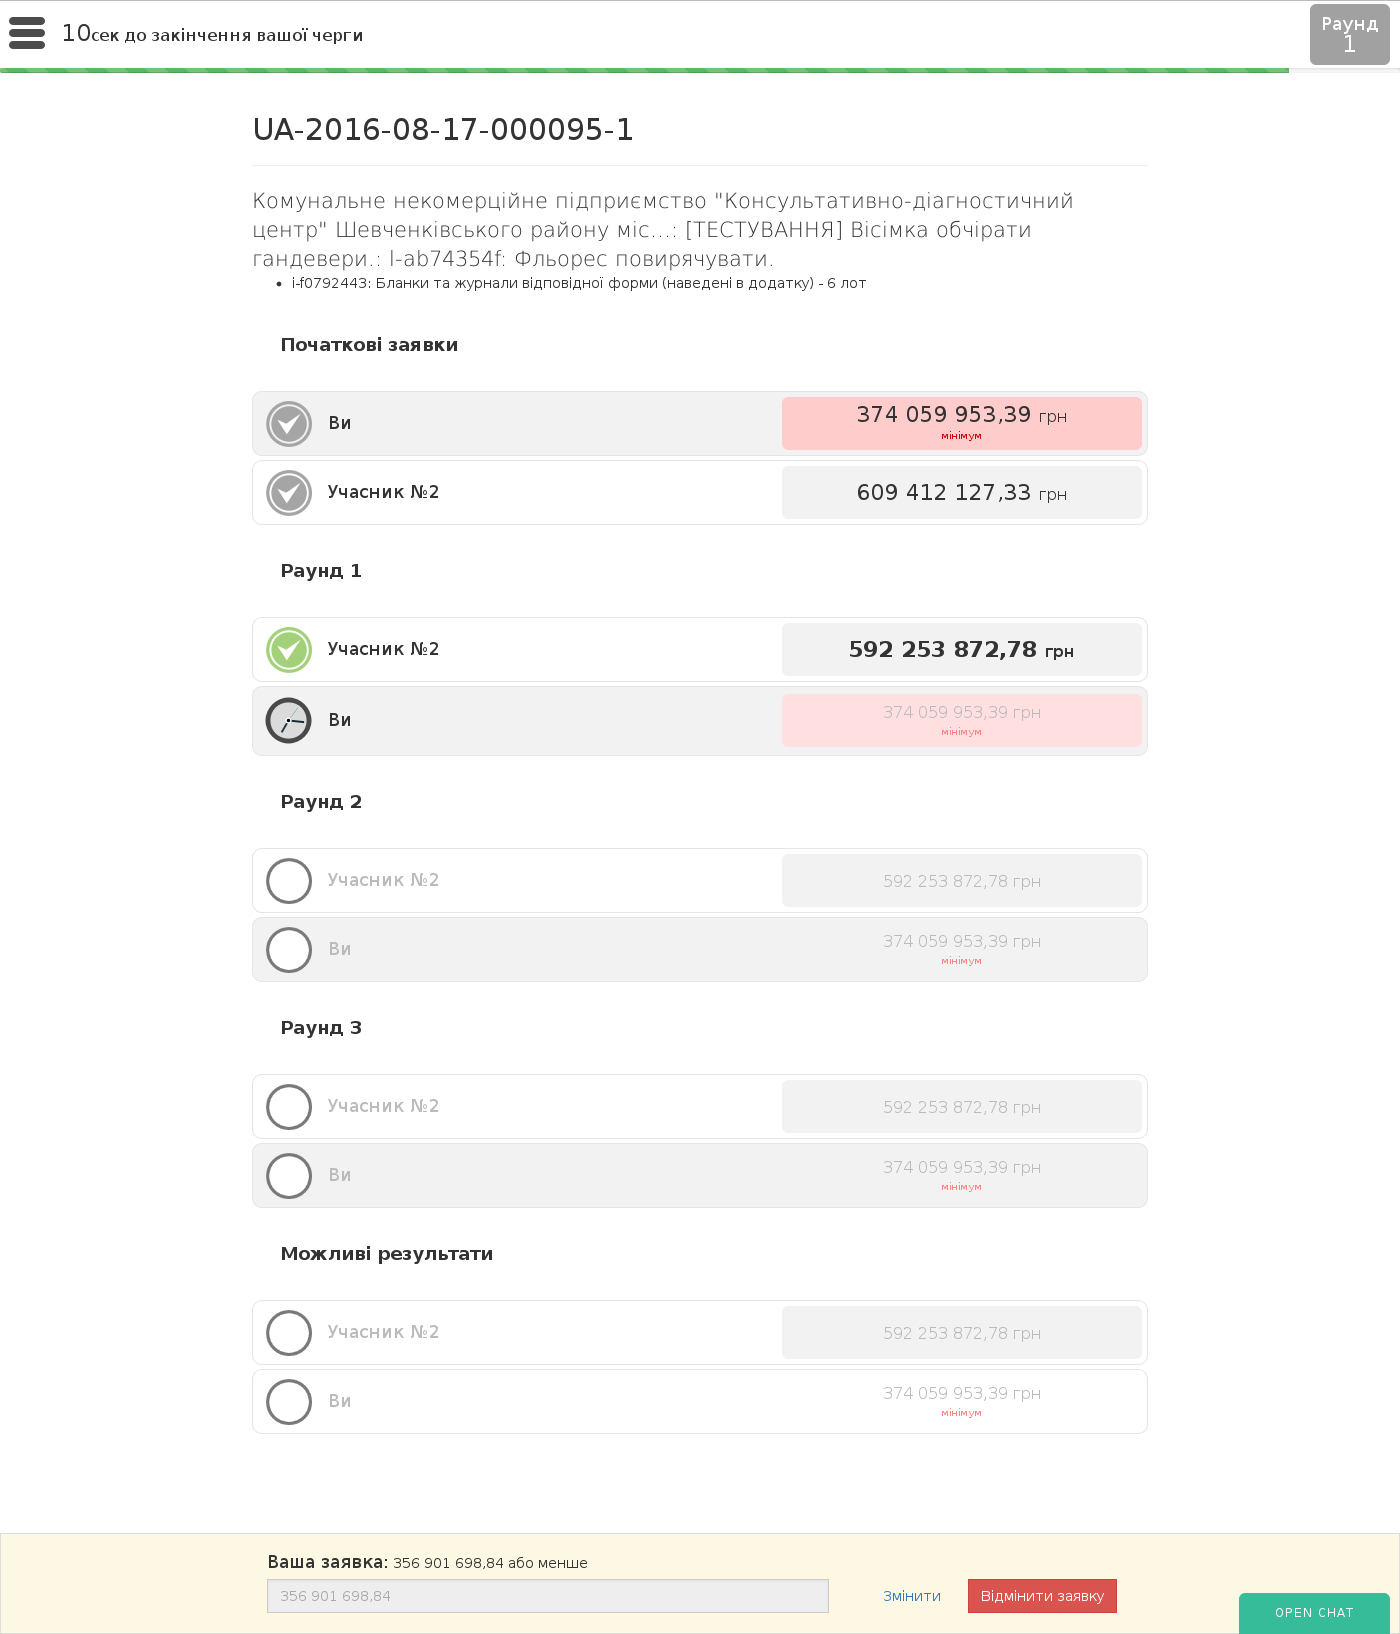 10сек до закінчення вашої черги
Раунд
1
UA-2016-08-17-000095-1
Комунальне некомерційне підприємство "Консультативно-діагностичний
центр" Шевченківського району міс...: [ТЕСТУВАННЯ] Вісімка обчірати
гандевери.: l-ab74354f: Фльорес повирячувати.
i-f0792443: Бланки та журнали відповідної форми (наведені в додатку) - 6 лот
Початкові заявки
Ви
374 059 953,39 грн
мінімум
Учасник №2
609 412 127,33 грн
Раунд 1
Учасник №2
592 253 872,78 грн
Ви
374 059 953,39 грн
мінімум
Раунд 2
Учасник №2
592 253 872,78 грн
Ви
374 059 953,39 грн
мінімум
Раунд 3
Учасник №2
592 253 872,78 грн
Ви
374 059 953,39 грн
мінімум
Можливі результати
Учасник №2
592 253 872,78 грн
Ви
374 059 953,39 грн
мінімум
Ваша заявка: 356 901 698,84 або менше
356 901 698,84
Змінити
Відмінити заявку
OPEN CHAT